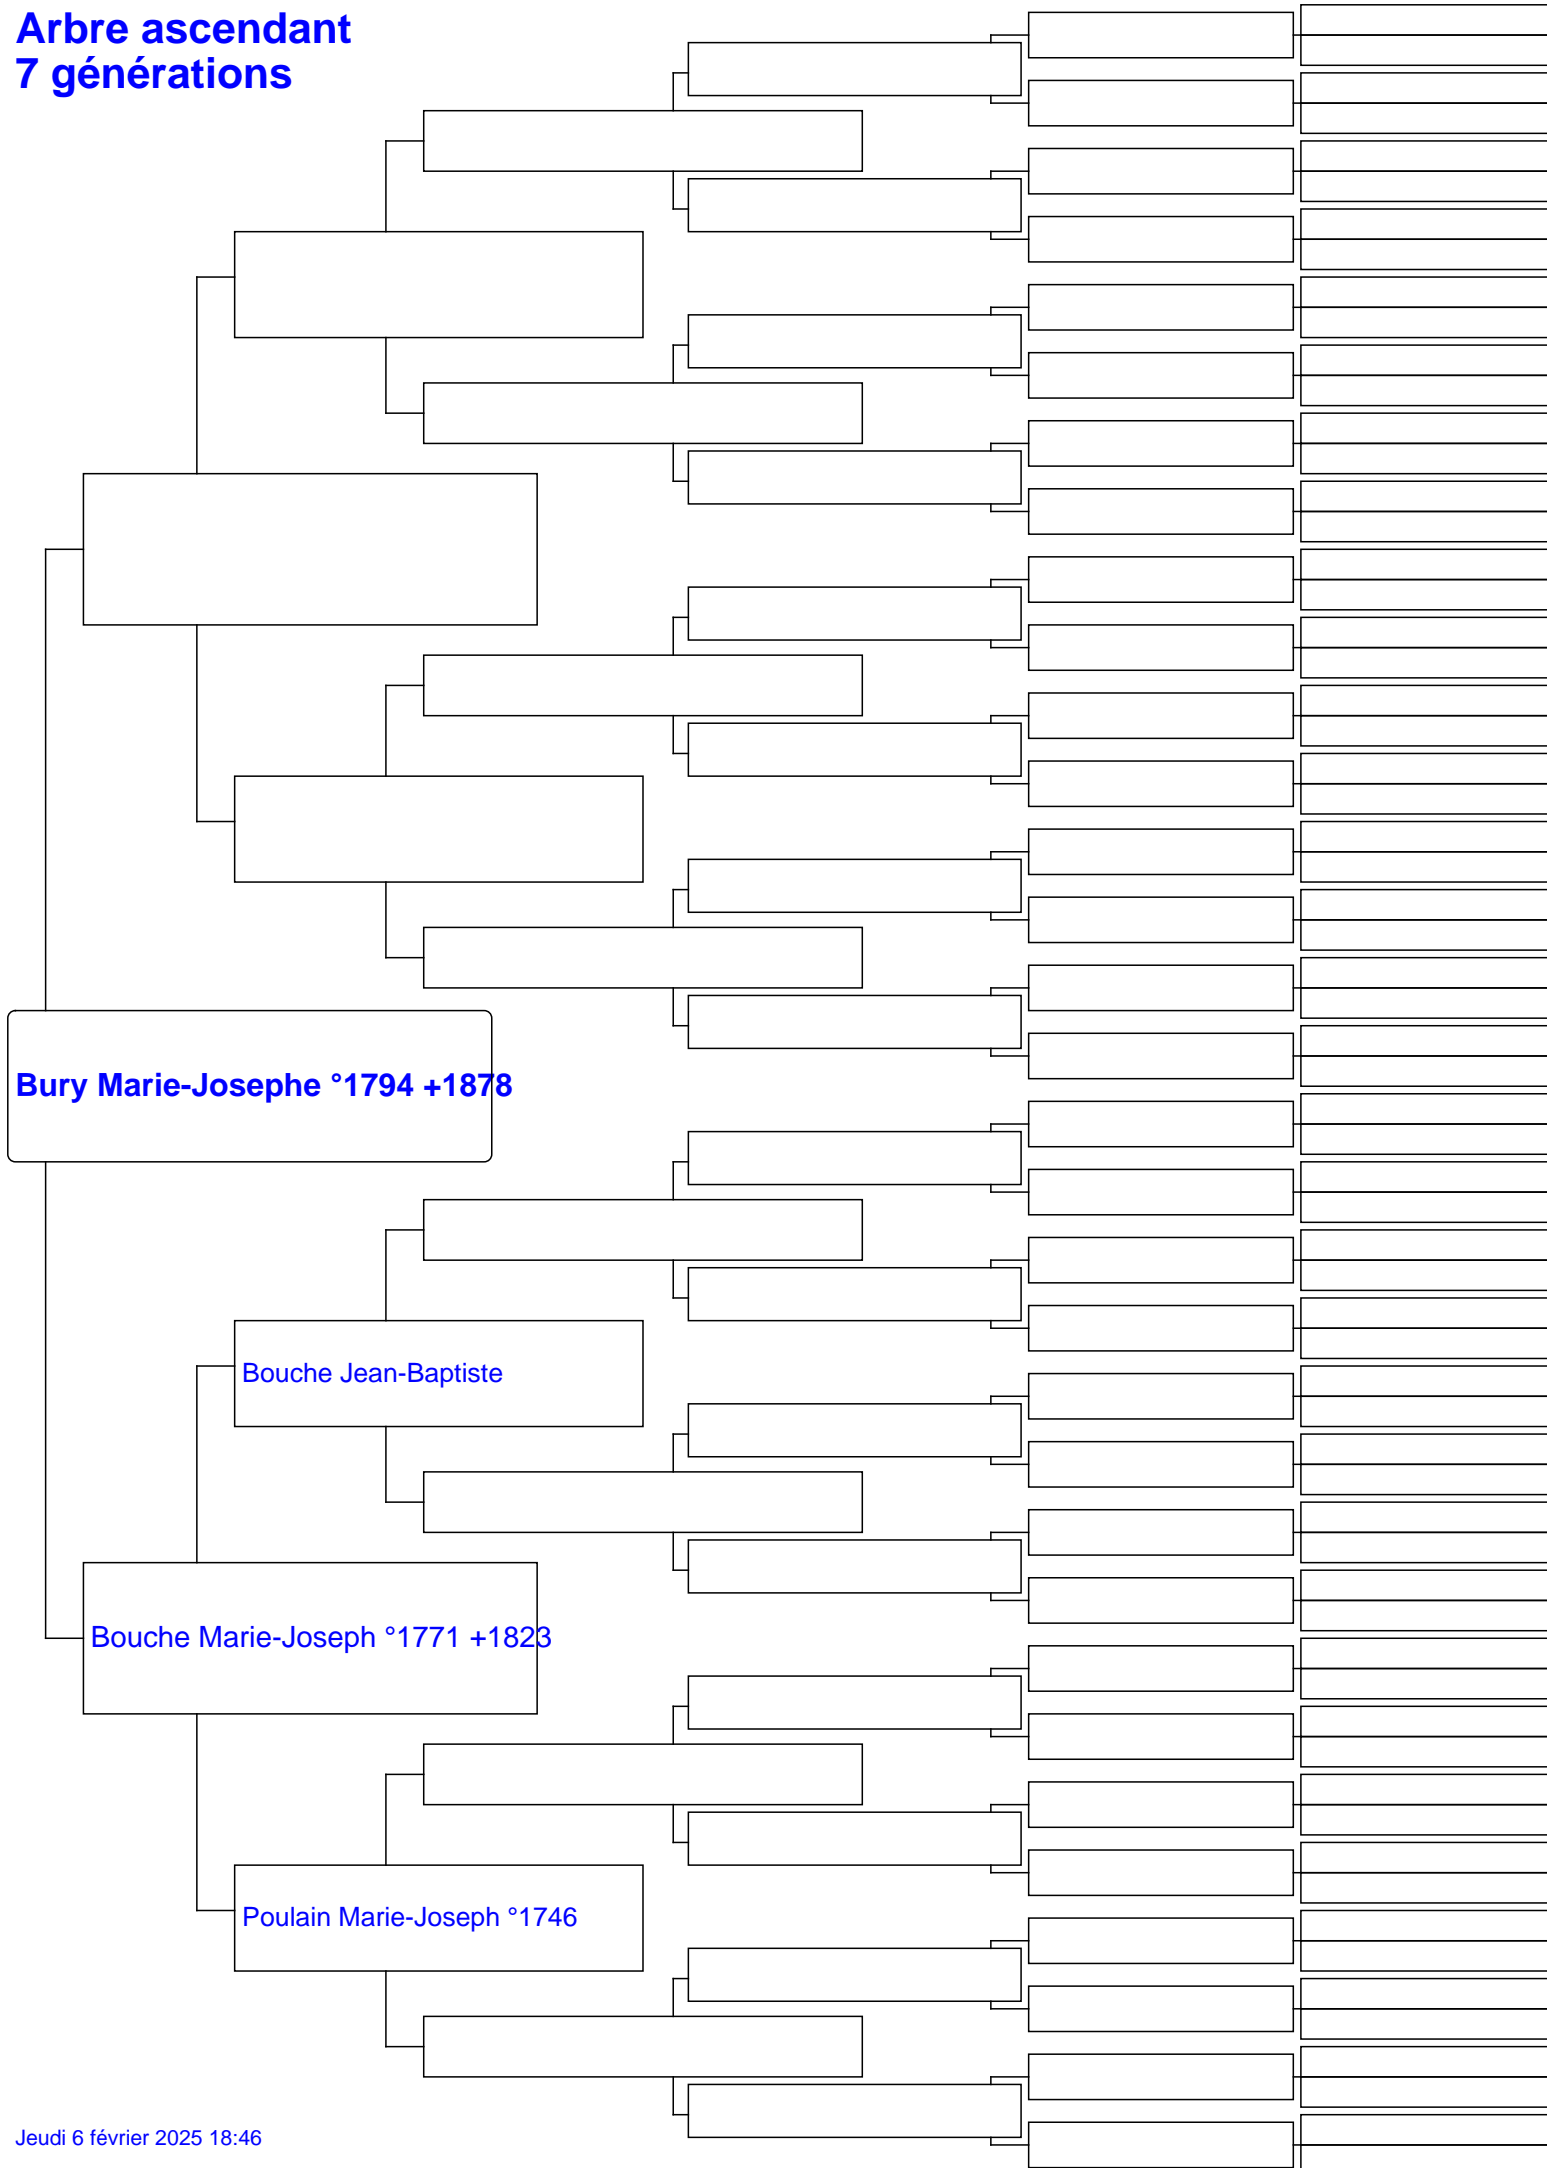 Arbre ascendant
7 générations
Bury Marie-Josephe °1794 +1878
Bouche Jean-Baptiste
Bouche Marie-Joseph °1771 +1823
Poulain Marie-Joseph °1746
Jeudi 6 février 2025 18:46